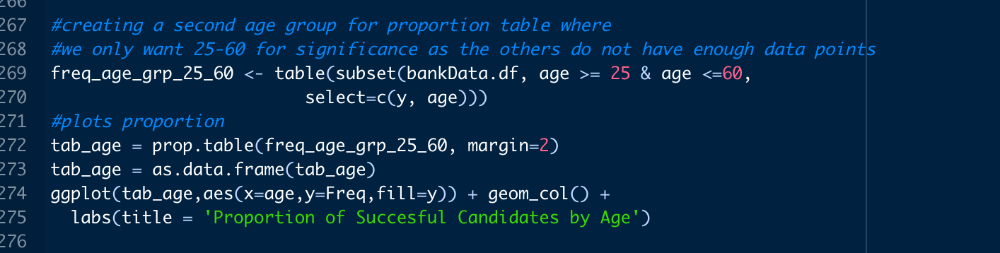 266
267 #creating a second age group for proportion table where
268 #we only want 25-60 for significance as the others do not have enough data points
269 freq_age_grp_25_60 <- table(subset(bankData.df, age >= 25 & age <=60,
270                          select=c(y, age)))
271 #plots proportion
272 tab_age = prop.table(freq_age_grp_25_60, margin=2)
273 tab_age = as.data.frame(tab_age)
274 ggplot(tab_age,aes(x=age,y=Freq,fill=y)) + geom_col() +
275   labs(title = 'Proportion of Succesful Candidates by Age')
276